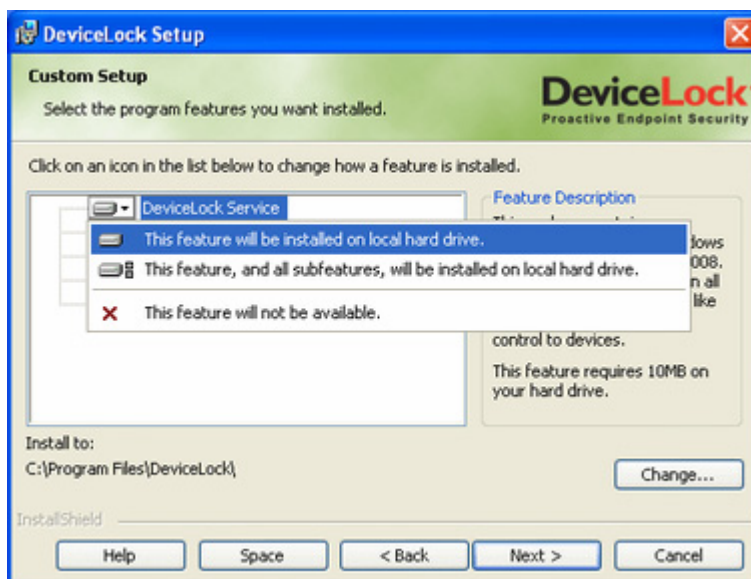 DeviceLock Setup
Custom Setup
Select the program features you want installed.
DeviceLock
Proactive Endpoint Security
Click on an icon in the list below to change how a feature is installed.
DeviceLock Service
This feature will be installed on local hard drive.
This feature, and all subfeatures, will be installed on local hard drive.
This feature will not be available.
Feature Description
2008.
n all
like
control to devices.
This feature requires 10MB on
your hard drive.
Install to:
C:\Program Files\DeviceLock\
Change...
InstallShield
Help
Space
< Back
Next >
Cancel